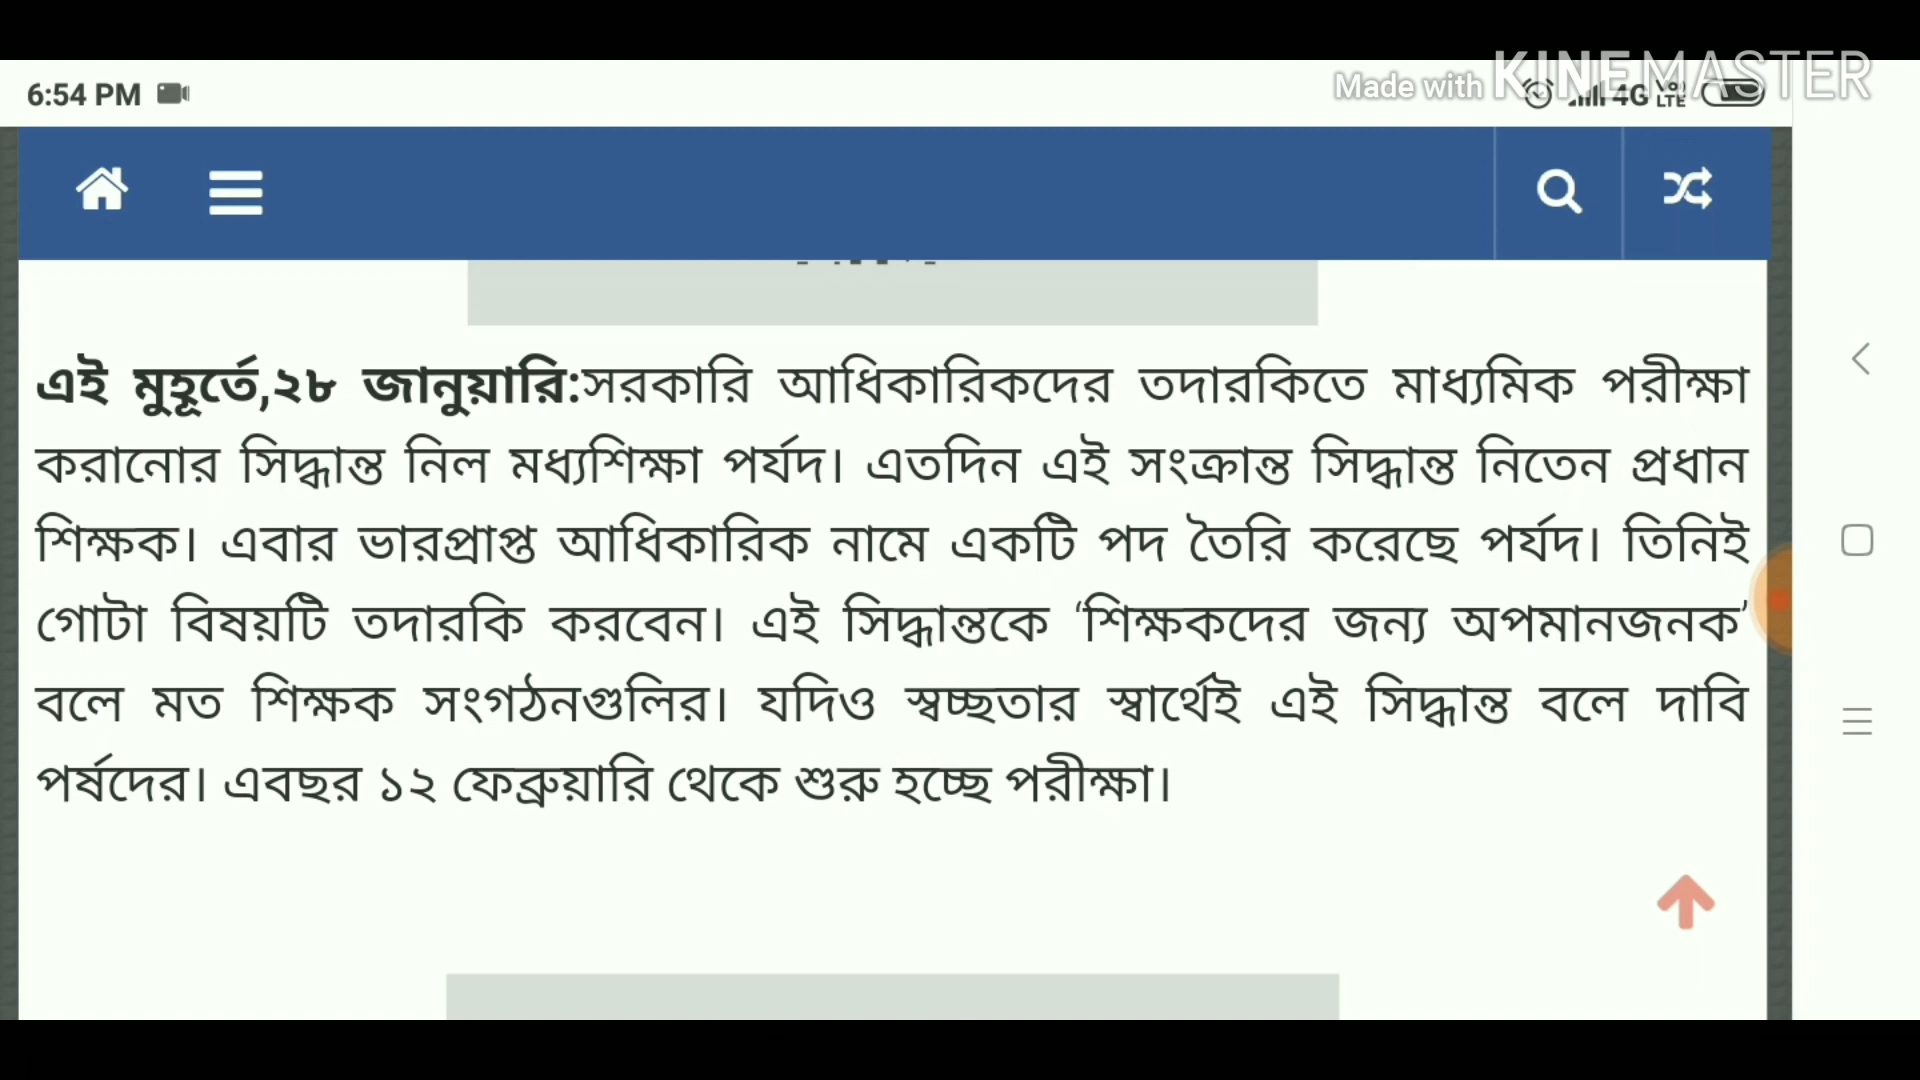 Made with KINEMASTER
6:54 PM 4G Vo) LTE
এই মুহূর্তে,২৮ জানুয়ারি:সরকারি আধিকারিকদের তদারকিতে মাধ্যমিক পরীক্ষা
করানোর সিদ্ধান্ত নিল মধ্যশিক্ষা পর্যদ। এতদিন এই সংক্রান্ত সিদ্ধান্ত নিতেন প্রধান
শিক্ষক। এবার ভারপ্রাপ্ত আধিকারিক নামে একটি পদ তৈরি করেছে পর্যদ। তিনিই
গোটা বিষয়টি তদারকি করবেন। এই সিদ্ধান্তকে ‘শিক্ষকদের জন্য অপমানজনক’
বলে মত শিক্ষক সংগঠনগুলির। যদিও স্বচ্ছতার স্বার্থেই এই সিদ্ধান্ত বলে দাবি
পর্ষদের। এবছর ১২ ফেব্রুয়ারি থেকে শুরু হচ্ছে পরীক্ষা।